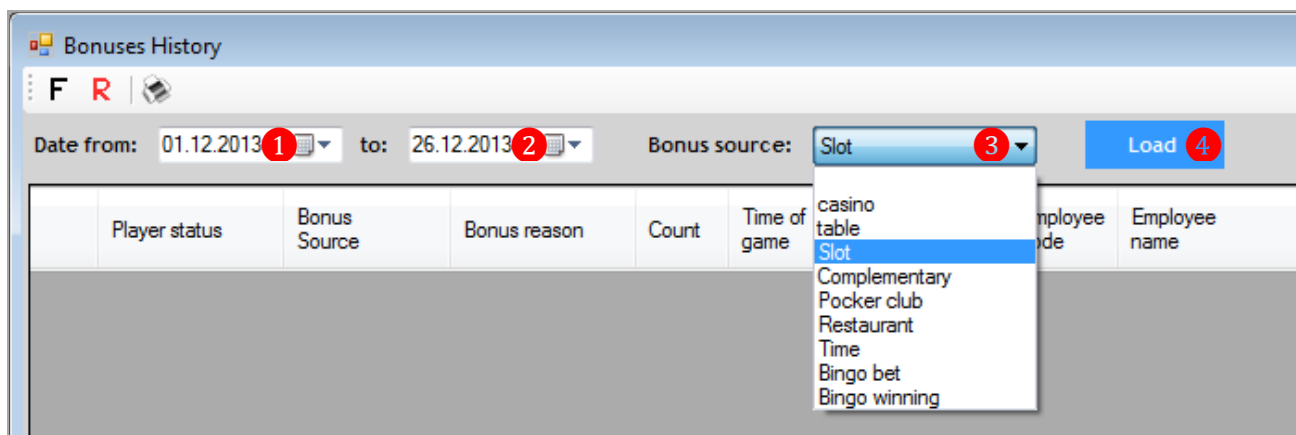 Bonuses History
F R
Date from: 01.12.2013 1 to: 26.12.2013 2 Bonus source: Slot 3 Load 4
Player status Bonus Source Bonus reason Count Time of game Employee name
casino
table
Slot
Complementary
Pocker club
Restaurant
Time
Bingo bet
Bingo winning